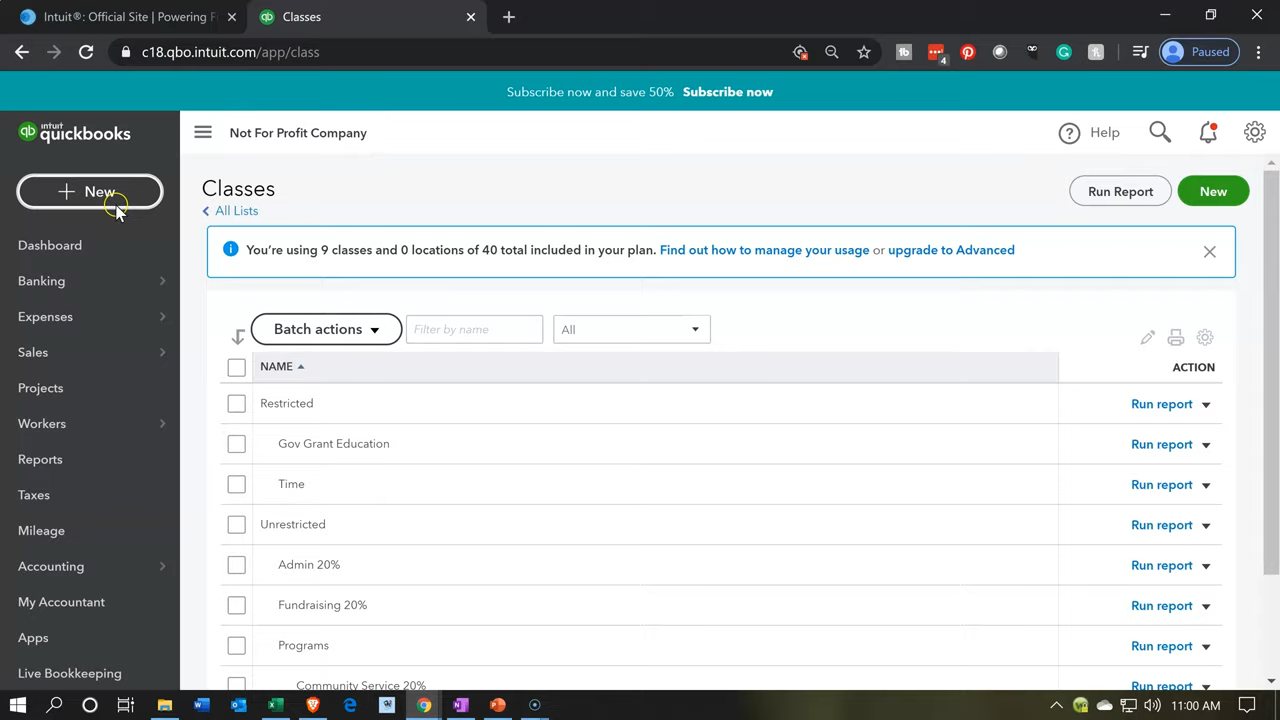 Intuit®: Official Site | Powering F
Classes
c18.qbo.intuit.com/app/class
4
Paused
Subscribe now and save 50% Subscribe now
qb intuit quickbooks
Not For Profit Company
Help
New
Classes
All Lists
Run Report
New
You're using 9 classes and 0 locations of 40 total included in your plan. Find out how to manage your usage or upgrade to Advanced
Dashboard
Banking
Expenses
Sales
Projects
Workers
Reports
Taxes
Mileage
Accounting
My Accountant
Apps
Live Bookkeeping
Batch actions
Filter by name
All
NAME
ACTION
Restricted
Run report
Gov Grant Education
Run report
Time
Run report
Unrestricted
Run report
Admin 20%
Run report
Fundraising 20%
Run report
Programs
Run report
Community Service 20%
Run report
11:00 AM